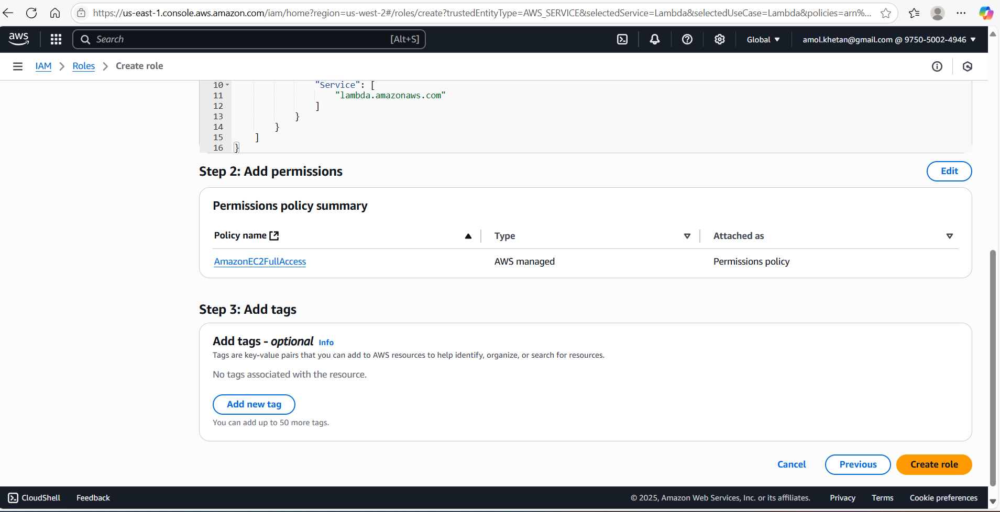 https://us-east-1.console.aws.amazon.com/iam/home?region=us-west-2#/roles/create?trustedEntityType=AWS_SERVICE&selectedService=Lambda&selectedUseCase=Lambda&policies=arn%...
aws
Search
[Alt+S]
Global
amol.khetan@gmail.com @ 9750-5002-4946
IAM
Roles
Create role
10 "Service": [
11 "lambda.amazonaws.com"
12 ]
13 }
14 }
15 ]
16 }
Step 2: Add permissions
Edit
Permissions policy summary
Policy name
Type
Attached as
AmazonEC2FullAccess
AWS managed
Permissions policy
Step 3: Add tags
Add tags - optional Info
Tags are key-value pairs that you can add to AWS resources to help identify, organize, or search for resources.
No tags associated with the resource.
Add new tag
You can add up to 50 more tags.
Cancel
Previous
Create role
CloudShell
Feedback
© 2025, Amazon Web Services, Inc. or its affiliates.
Privacy
Terms
Cookie preferences